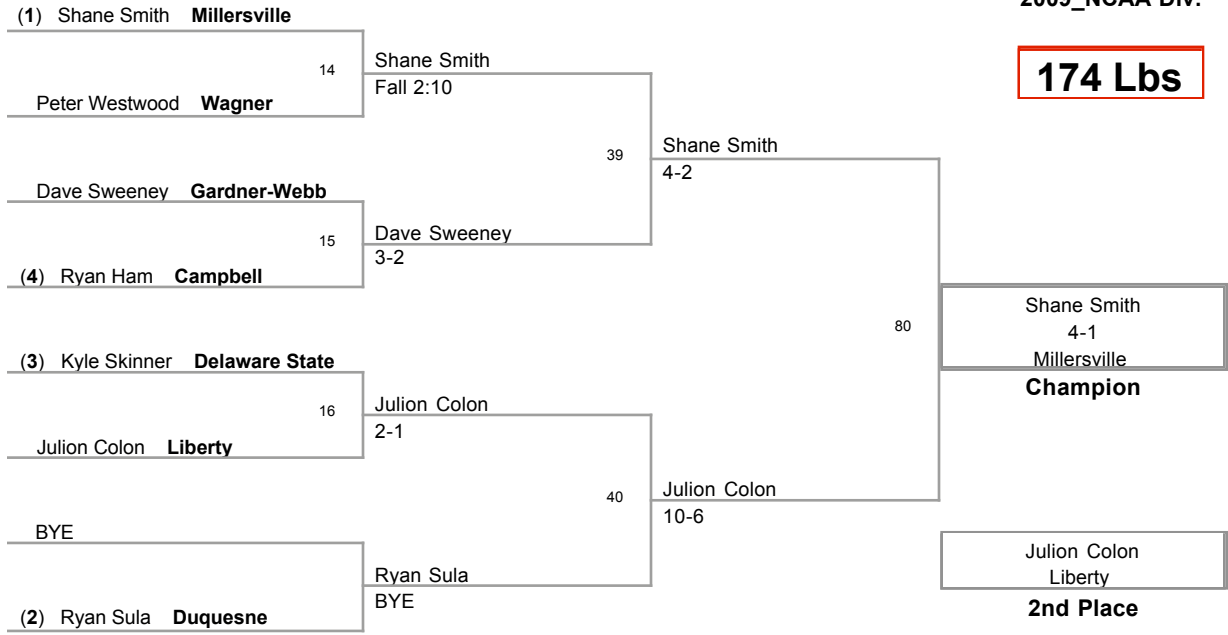 2009_NCAA Div.
174 Lbs
(1) Shane Smith Millersville
14
Shane Smith
Fall 2:10
Peter Westwood Wagner
39
Shane Smith
4-2
Dave Sweeney Gardner-Webb
15
Dave Sweeney
3-2
(4) Ryan Ham Campbell
80
Shane Smith
4-1
Millersville
Champion
(3) Kyle Skinner Delaware State
16
Julion Colon
2-1
Julion Colon Liberty
40
Julion Colon
10-6
BYE
Ryan Sula
BYE
(2) Ryan Sula Duquesne
Julion Colon
Liberty
2nd Place